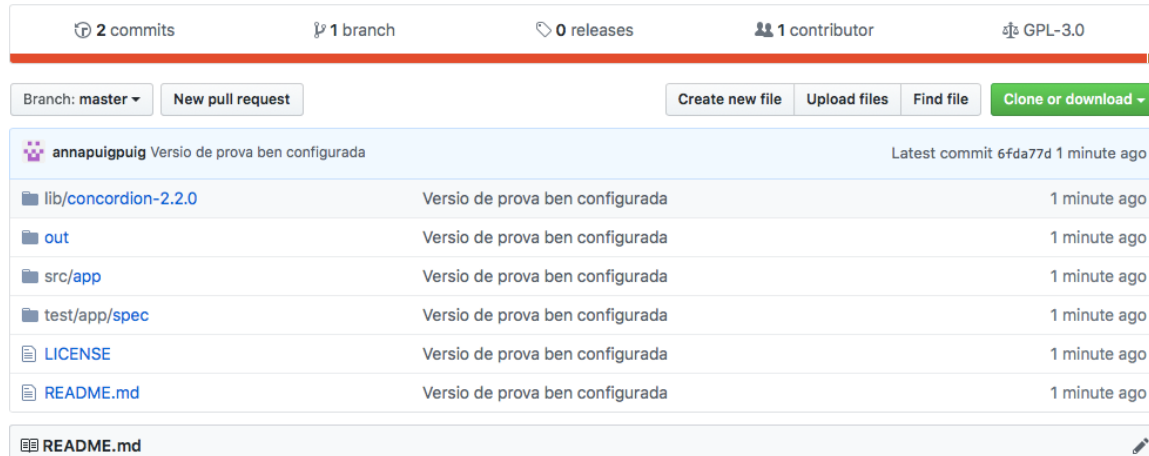 2 commits 1 branch 0 releases 1 contributor GPL-3.0
Branch: master New pull request Create new file Upload files Find file Clone or download
annapuigpuig Versio de prova ben configurada Latest commit 6fda77d 1 minute ago
lib/concordion-2.2.0 Versio de prova ben configurada 1 minute ago
out Versio de prova ben configurada 1 minute ago
src/app Versio de prova ben configurada 1 minute ago
test/app/spec Versio de prova ben configurada 1 minute ago
LICENSE Versio de prova ben configurada 1 minute ago
README.md Versio de prova ben configurada 1 minute ago
README.md